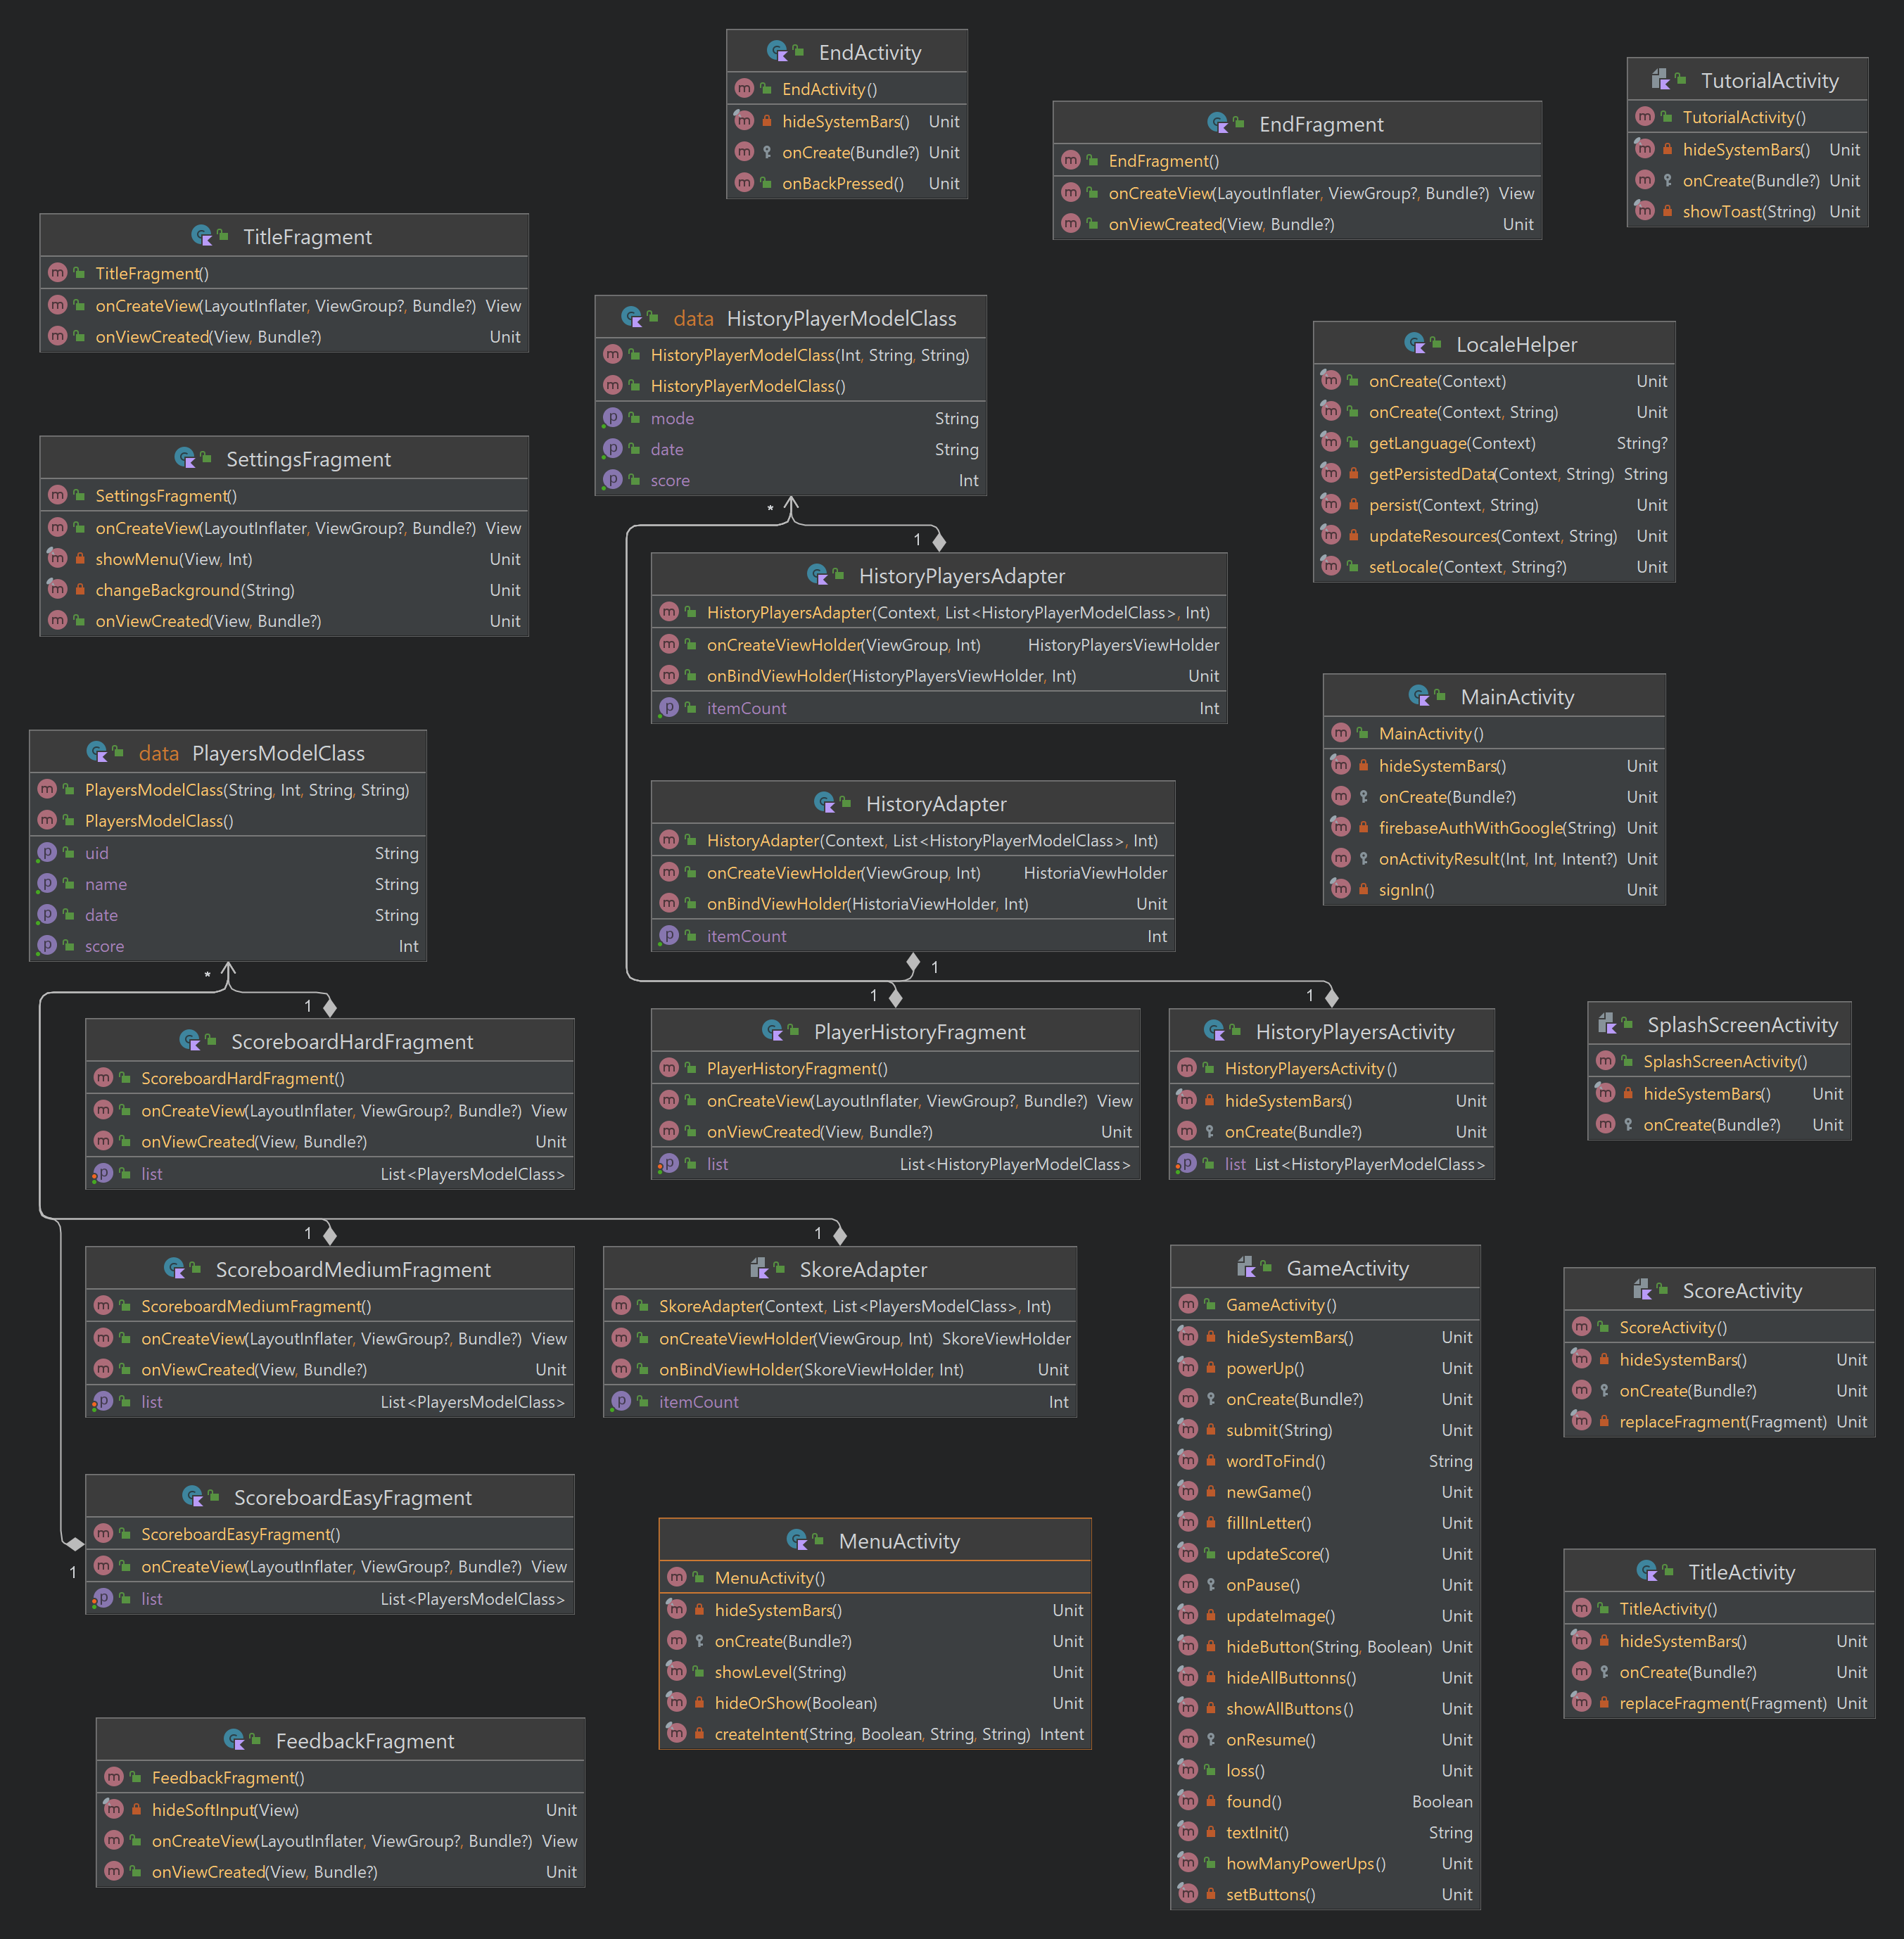 EndActivity
EndActivity()
hideSystemBars() Unit
onCreate(Bundle?) Unit
onBackPressed() Unit
TutorialActivity
TutorialActivity()
hideSystemBars() Unit
onCreate(Bundle?) Unit
showToast(String) Unit
EndFragment
EndFragment()
onCreateView(LayoutInflater, ViewGroup?, Bundle?) View
onViewCreated(View, Bundle?) Unit
TitleFragment
TitleFragment()
onCreateView(LayoutInflater, ViewGroup?, Bundle?) View
onViewCreated(View, Bundle?) Unit
data HistoryPlayerModelClass
HistoryPlayerModelClass(Int, String, String)
HistoryPlayerModelClass()
mode String
date String
score Int
LocaleHelper
onCreate(Context) Unit
onCreate(Context, String) Unit
getLanguage(Context) String?
getPersistedData(Context, String) String
persist(Context, String) Unit
updateResources(Context, String) Unit
setLocale(Context, String?) Unit
SettingsFragment
SettingsFragment()
onCreateView(LayoutInflater, ViewGroup?, Bundle?) View
showMenu(View, Int) Unit
changeBackground(String) Unit
onViewCreated(View, Bundle?) Unit
*
1
HistoryPlayersAdapter
HistoryPlayersAdapter(Context, List<HistoryPlayerModelClass>, Int)
onCreateViewHolder(ViewGroup, Int) HistoryPlayersViewHolder
onBindViewHolder(HistoryPlayersViewHolder, Int) Unit
itemCount Int
MainActivity
MainActivity()
hideSystemBars() Unit
onCreate(Bundle?) Unit
firebaseAuthWithGoogle(String) Unit
onActivityResult(Int, Int, Intent?) Unit
signIn() Unit
data PlayersModelClass
PlayersModelClass(String, Int, String, String)
PlayersModelClass()
uid String
name String
date String
score Int
HistoryAdapter
HistoryAdapter(Context, List<HistoryPlayerModelClass>, Int)
onCreateViewHolder(ViewGroup, Int) HistoriaViewHolder
onBindViewHolder(HistoriaViewHolder, Int) Unit
itemCount Int
*
1
1
1
1
ScoreboardHardFragment
ScoreboardHardFragment()
onCreateView(LayoutInflater, ViewGroup?, Bundle?) View
onViewCreated(View, Bundle?) Unit
list List<PlayersModelClass>
PlayerHistoryFragment
PlayerHistoryFragment()
onCreateView(LayoutInflater, ViewGroup?, Bundle?) View
onViewCreated(View, Bundle?) Unit
list List<HistoryPlayerModelClass>
HistoryPlayersActivity
HistoryPlayersActivity()
hideSystemBars() Unit
onCreate(Bundle?) Unit
list List<HistoryPlayerModelClass>
SplashScreenActivity
SplashScreenActivity()
hideSystemBars() Unit
onCreate(Bundle?) Unit
1
1
ScoreboardMediumFragment
ScoreboardMediumFragment()
onCreateView(LayoutInflater, ViewGroup?, Bundle?) View
onViewCreated(View, Bundle?) Unit
list List<PlayersModelClass>
SkoreAdapter
SkoreAdapter(Context, List<PlayersModelClass>, Int)
onCreateViewHolder(ViewGroup, Int) SkoreViewHolder
onBindViewHolder(SkoreViewHolder, Int) Unit
itemCount Int
GameActivity
GameActivity()
hideSystemBars() Unit
powerUp() Unit
onCreate(Bundle?) Unit
submit(String) Unit
wordToFind() String
newGame() Unit
fillInLetter() Unit
updateScore() Unit
onPause() Unit
updateImage() Unit
hideButton(String, Boolean) Unit
hideAllButtonns() Unit
showAllButtons() Unit
onResume() Unit
loss() Unit
found() Boolean
textInit() String
howManyPowerUps() Unit
setButtons() Unit
ScoreActivity
ScoreActivity()
hideSystemBars() Unit
onCreate(Bundle?) Unit
replaceFragment(Fragment) Unit
ScoreboardEasyFragment
ScoreboardEasyFragment()
onCreateView(LayoutInflater, ViewGroup?, Bundle?) View
list List<PlayersModelClass>
1
MenuActivity
MenuActivity()
hideSystemBars() Unit
onCreate(Bundle?) Unit
showLevel(String) Unit
hideOrShow(Boolean) Unit
createIntent(String, Boolean, String, String) Intent
TitleActivity
TitleActivity()
hideSystemBars() Unit
onCreate(Bundle?) Unit
replaceFragment(Fragment) Unit
FeedbackFragment
FeedbackFragment()
hideSoftInput(View) Unit
onCreateView(LayoutInflater, ViewGroup?, Bundle?) View
onViewCreated(View, Bundle?) Unit